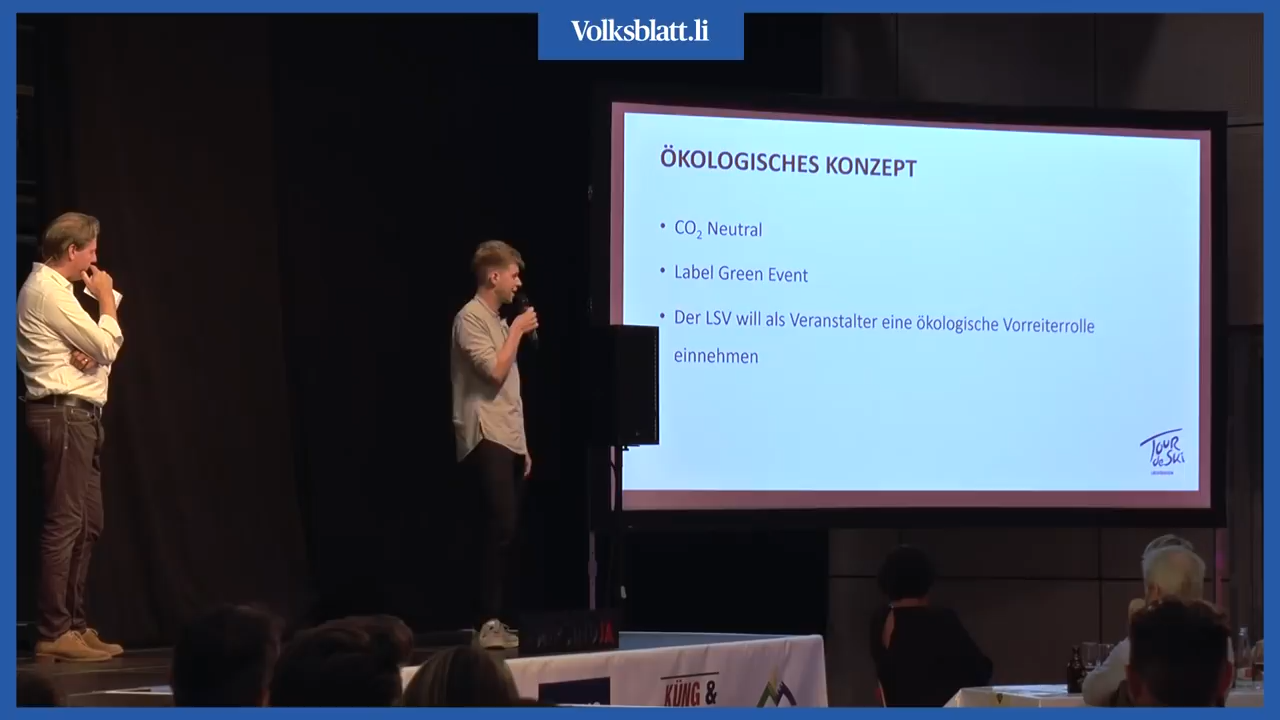 Volksblatt.li
ÖKOLOGISCHES KONZEPT
• CO₂ Neutral
• Label Green Event
• Der LSV will als Veranstalter eine ökologische Vorreiterrolle
einnehmen
TOUR
de SKI
KÜNG &